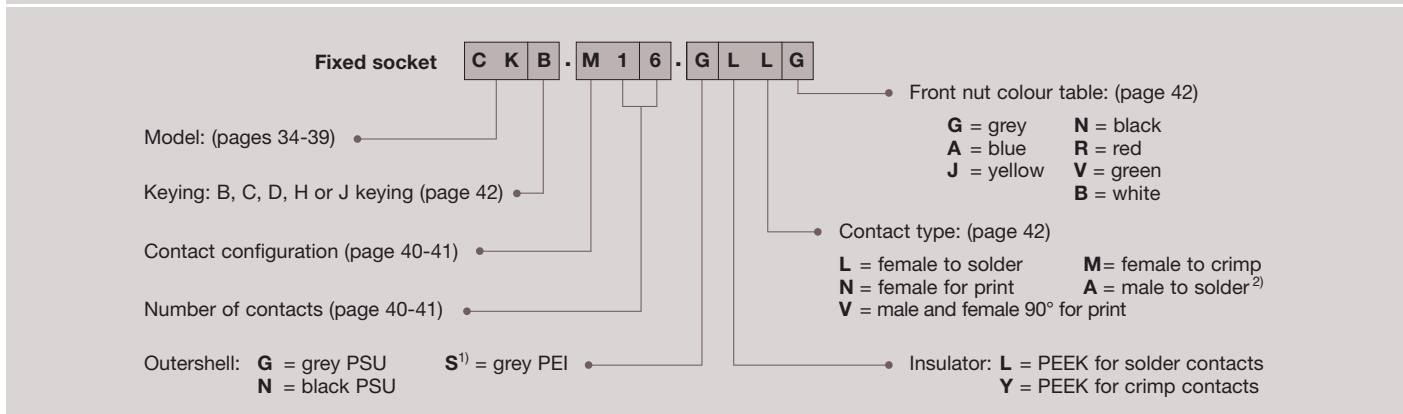 Fixed socket CKB.M16.GLLG
Front nut colour table: (page 42)
G = grey N = black
A = blue R = red
J = yellow V = green
B = white
Model: (pages 34-39)
Keying: B, C, D, H or J keying (page 42)
Contact type: (page 42)
L = female to solder M= female to crimp
N = female for print A = male to solder 2)
V = male and female 90° for print
Contact configuration (page 40-41)
Number of contacts (page 40-41)
Outershell: G = grey PSU S1) = grey PEI
N = black PSU
Insulator: L = PEEK for solder contacts
Y = PEEK for crimp contacts